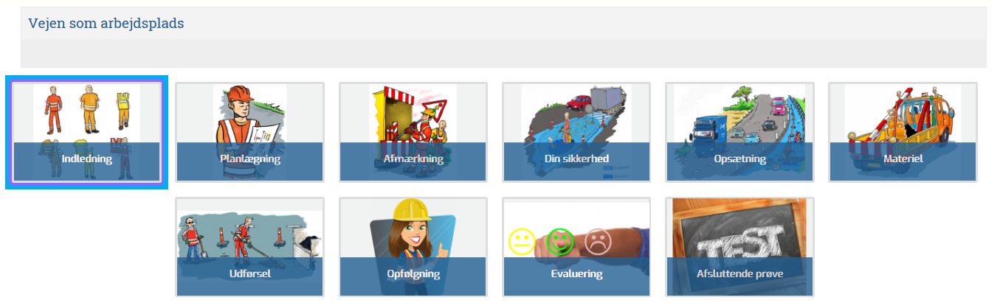 Vejen som arbejdsplads
Indledning
Planlægning
Afmærkning
Din sikkerhed
Opsætning
Materiel
Udførsel
Opfølgning
Evaluering
TEST
Afsluttende prøve